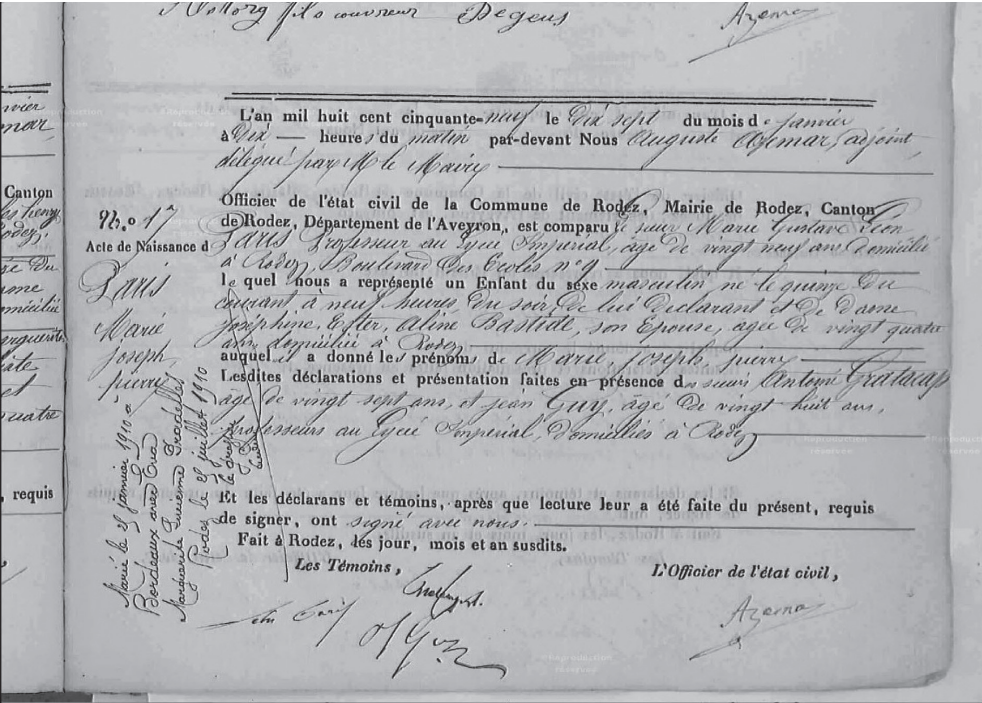 fils couvreur Degeus
Azemar
Canton
, requis
L'an mil huit cent cinquante-neuf le dix sept du mois de janvier
à Dix — heures du matin par-devant Nous Auguste Azemar, adjoint
délégué par M. le Maire
Officier de l'état civil de la Commune de Rodez, Mairie de Rodez, Canton
de Rodez, Département de l'Aveyron, est comparu le sieur Marie Gustave Léon
Paris Professeur au Lycée Impérial, âgé de vingt neuf ans domicilié
à Rodez, Boulevard des Ecoles n° 9
lequel nous a représenté un Enfant du sexe masculin né le quinze du
courant à neuf heures du soir, de lui déclarant et de dame
Joséphine, Ester, Aline Bastide, son Epouse, agée de vingt quatre
ans domiciliée à Rodez
auquel il a donné les prénoms de Marie, Joseph, pierre
Lesdites déclarations et présentation faites en présence des sieurs Antoine Gratacap
âgé de vingt sept ans, et jean Guy, âgé de vingt huit ans,
professeurs au Lycée Impérial, domiciliés à Rodez
Et les déclarans et témoins, après que lecture leur a été faite du présent, requis
de signer, ont signé avec nous.
Fait à Rodez, les jour, mois et an susdits.
Les Témoins,
L'Officier de l'état civil,
Azemar
N.o 17
Acte de Naissance d
Paris
Marie
Joseph
pierre
Marié le 25 janvier 1910 à
Bordeaux avec
Marguerite Lucienne
Rodez le 28 juillet 1910
Le Greffier